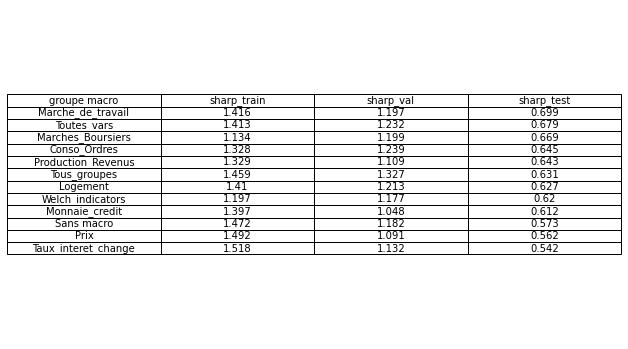 groupe macro sharp_train sharp_val sharp_test
Marche_de_travail 1.416 1.197 0.699
Toutes_vars 1.413 1.232 0.679
Marches_Boursiers 1.134 1.199 0.669
Conso_Ordres 1.328 1.239 0.645
Production_Revenus 1.329 1.109 0.643
Tous_groupes 1.459 1.327 0.631
Logement 1.41 1.213 0.627
Welch_indicators 1.197 1.177 0.62
Monnaie_credit 1.397 1.048 0.612
Sans macro 1.472 1.182 0.573
Prix 1.492 1.091 0.562
Taux_interet_change 1.518 1.132 0.542